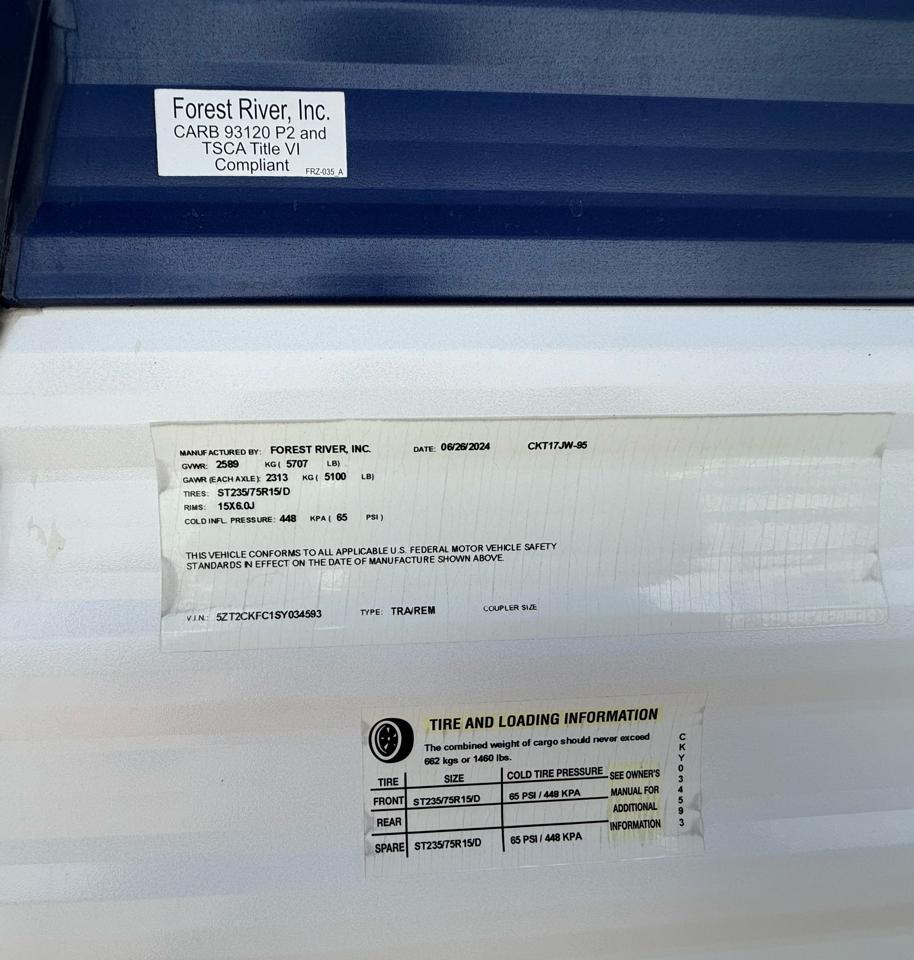 Forest River, Inc.
CARB 93120 P2 and
TSCA Title VI
Compliant FRZ-035_A
MANUFACTURED BY: FOREST RIVER, INC. DATE: 06/26/2024 CKT17JW-95
GVWR: 2589 KG ( 5707 LB)
GAWR (EACH AXLE): 2313 KG ( 5100 LB)
TIRES: ST235/75R15/D
RIMS: 15X6.0J
COLD INFL. PRESSURE: 448 KPA ( 65 PSI )
THIS VEHICLE CONFORMS TO ALL APPLICABLE U.S. FEDERAL MOTOR VEHICLE SAFETY
STANDARDS IN EFFECT ON THE DATE OF MANUFACTURE SHOWN ABOVE.
V.I.N.: 5ZT2CKFC1SY034593 TYPE: TRA/REM COUPLER SIZE
TIRE AND LOADING INFORMATION
The combined weight of cargo should never exceed
662 kgs or 1460 lbs.
TIRE SIZE COLD TIRE PRESSURE SEE OWNER'S
FRONT ST235/75R15/D 65 PSI / 448 KPA MANUAL FOR
REAR ADDITIONAL
SPARE ST235/75R15/D 65 PSI / 448 KPA INFORMATION
CKY034593